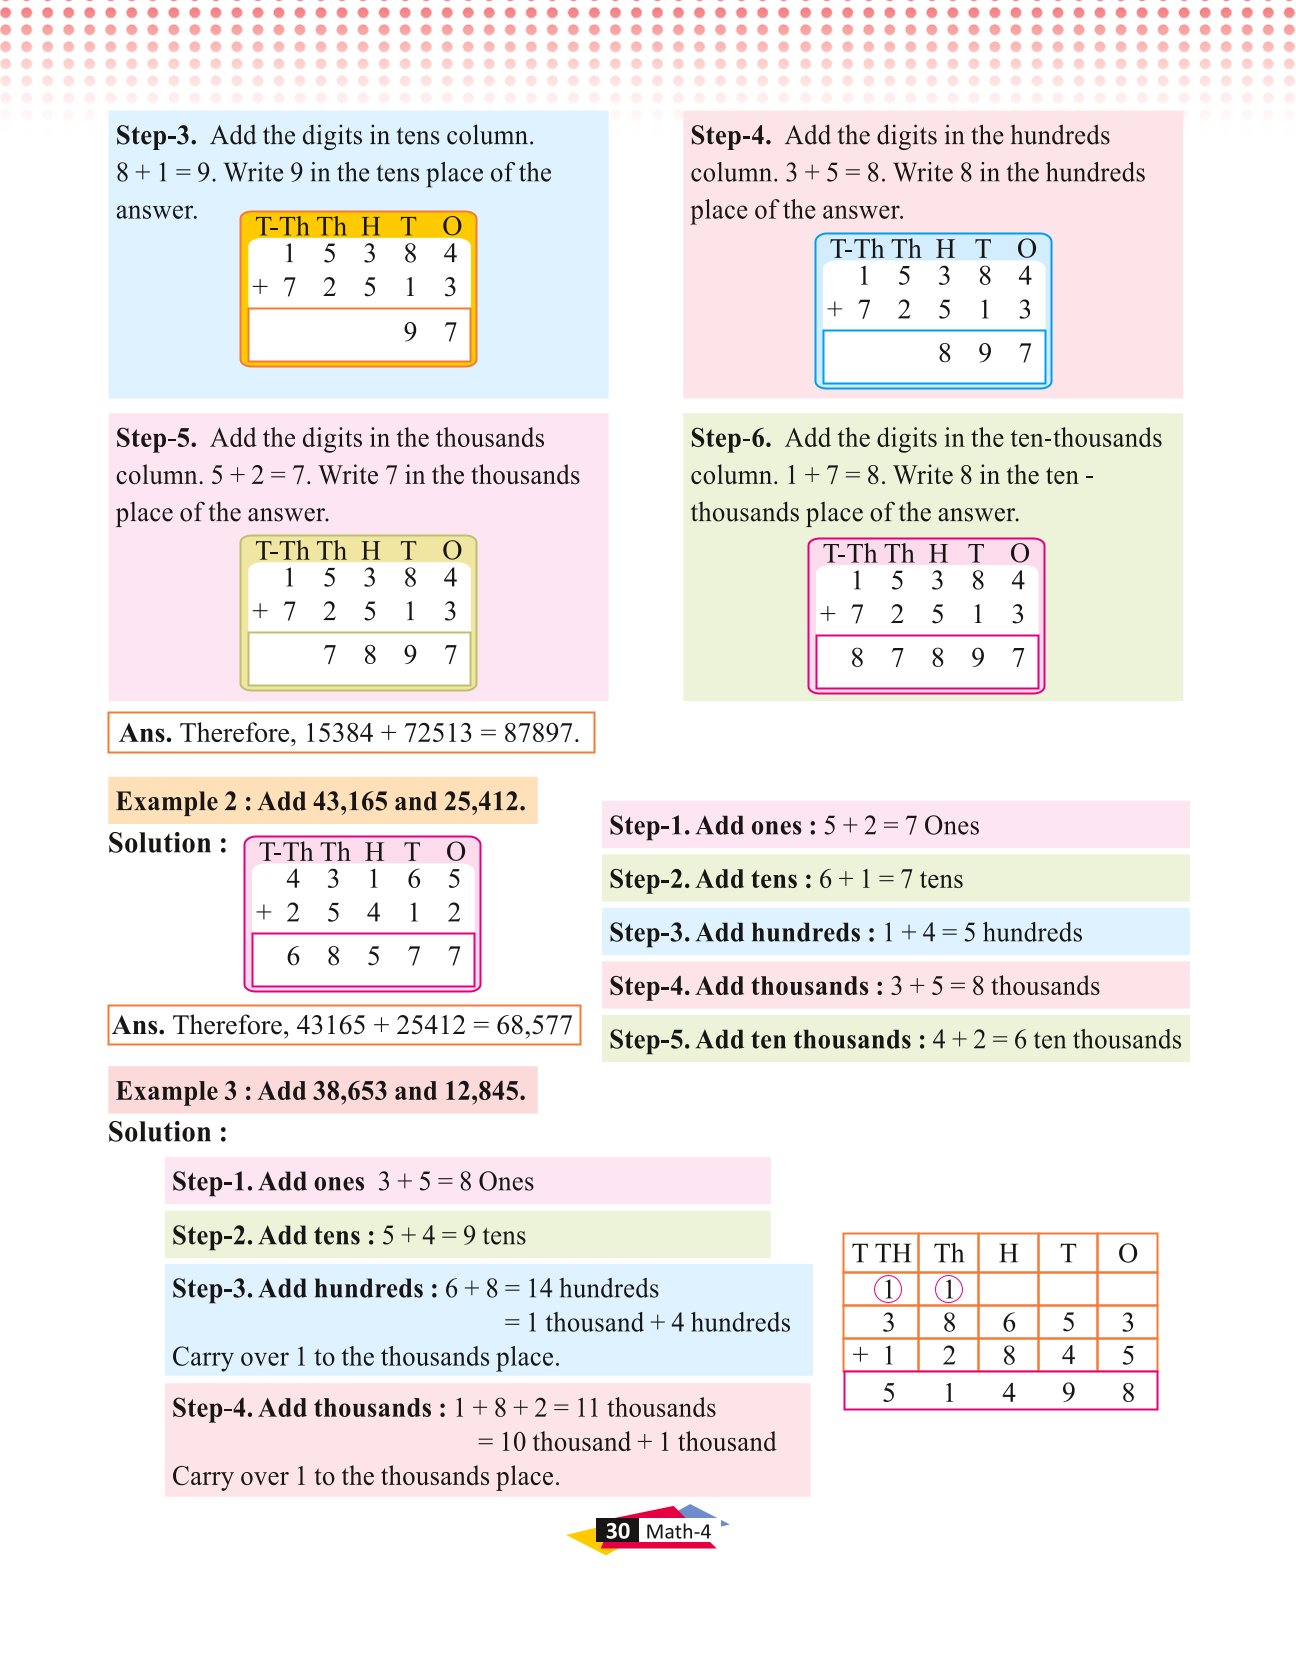 Step-3. Add the digits in tens column.
8 + 1 = 9. Write 9 in the tens place of the
answer.
T-Th Th H T O
1 5 3 8 4
+ 7 2 5 1 3
9 7
Step-4. Add the digits in the hundreds
column. 3 + 5 = 8. Write 8 in the hundreds
place of the answer.
T-Th Th H T O
1 5 3 8 4
+ 7 2 5 1 3
8 9 7
Step-5. Add the digits in the thousands
column. 5 + 2 = 7. Write 7 in the thousands
place of the answer.
T-Th Th H T O
1 5 3 8 4
+ 7 2 5 1 3
7 8 9 7
Step-6. Add the digits in the ten-thousands
column. 1 + 7 = 8. Write 8 in the ten -
thousands place of the answer.
T-Th Th H T O
1 5 3 8 4
+ 7 2 5 1 3
8 7 8 9 7
Ans. Therefore, 15384 + 72513 = 87897.
Example 2 : Add 43,165 and 25,412.
Solution :
T-Th Th H T O
4 3 1 6 5
+ 2 5 4 1 2
6 8 5 7 7
Ans. Therefore, 43165 + 25412 = 68,577
Step-1. Add ones : 5 + 2 = 7 Ones
Step-2. Add tens : 6 + 1 = 7 tens
Step-3. Add hundreds : 1 + 4 = 5 hundreds
Step-4. Add thousands : 3 + 5 = 8 thousands
Step-5. Add ten thousands : 4 + 2 = 6 ten thousands
Example 3 : Add 38,653 and 12,845.
Solution :
Step-1. Add ones 3 + 5 = 8 Ones
Step-2. Add tens : 5 + 4 = 9 tens
Step-3. Add hundreds : 6 + 8 = 14 hundreds
= 1 thousand + 4 hundreds
Carry over 1 to the thousands place.
Step-4. Add thousands : 1 + 8 + 2 = 11 thousands
= 10 thousand + 1 thousand
Carry over 1 to the thousands place.
T TH Th H T O
1 1
3 8 6 5 3
+ 1 2 8 4 5
5 1 4 9 8
30 Math-4